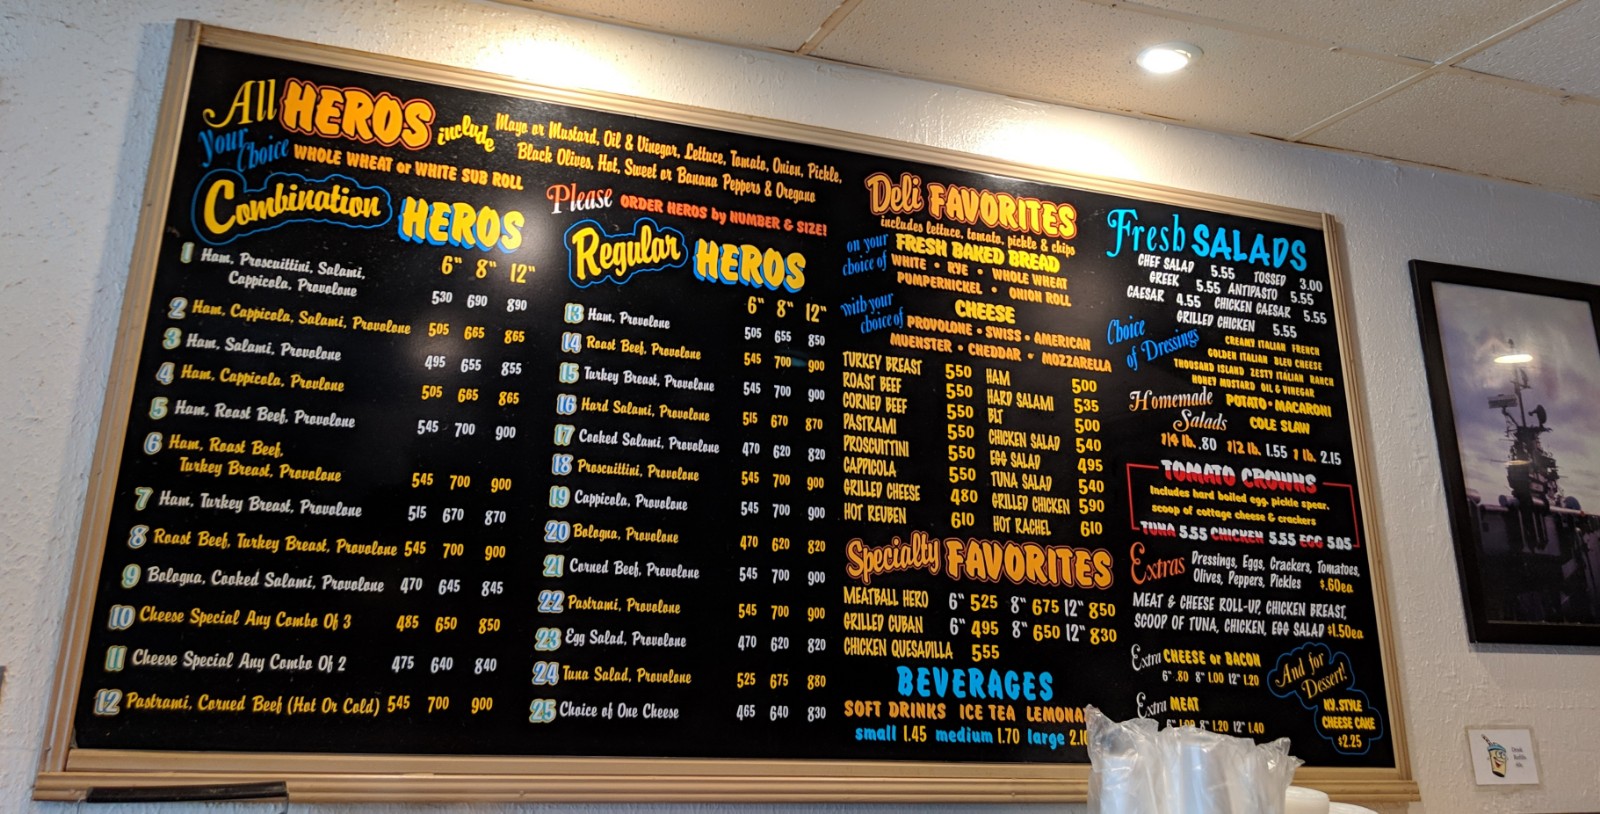 All HEROS include Mayo or Mustard, Oil & Vinegar, Lettuce, Tomato, Onion, Pickle,
Black Olives, Hot, Sweet or Banana Peppers & Oregano
Your Choice WHOLE WHEAT or WHITE SUB ROLL
Please ORDER HEROS by NUMBER & SIZE!
Combination HEROS
6" 8" 12"
1 Ham, Proscuittini, Salami,
Cappicola, Provolone 530 690 890
2 Ham, Cappicola, Salami, Provolone 505 665 865
3 Ham, Salami, Provolone 495 655 855
4 Ham, Cappicola, Provlone 505 665 865
5 Ham, Roast Beef, Provolone 545 700 900
6 Ham, Roast Beef,
Turkey Breast, Provolone 545 700 900
7 Ham, Turkey Breast, Provolone 515 670 870
8 Roast Beef, Turkey Breast, Provolone 545 700 900
9 Bologna, Cooked Salami, Provolone 470 645 845
10 Cheese Special Any Combo Of 3 485 650 850
11 Cheese Special Any Combo Of 2 475 640 840
12 Pastrami, Corned Beef (Hot Or Cold) 545 700 900
Regular HEROS
6" 8" 12"
13 Ham, Provolone 505 655 850
14 Roast Beef, Provolone 545 700 900
15 Turkey Breast, Provolone 545 700 900
16 Hard Salami, Provolone 515 670 870
17 Cooked Salami, Provolone 470 620 820
18 Proscuittini, Provolone 545 700 900
19 Cappicola, Provolone 545 700 900
20 Bologna, Provolone 470 620 820
21 Corned Beef, Provolone 545 700 900
22 Pastrami, Provolone 545 700 900
23 Egg Salad, Provolone 470 620 820
24 Tuna Salad, Provolone 525 675 880
25 Choice of One Cheese 465 640 830
Deli FAVORITES
includes lettuce, tomato, pickle & chips
on your choice of FRESH BAKED BREAD
WHITE • RYE • WHOLE WHEAT
PUMPERNICKEL • ONION ROLL
with your choice of CHEESE
PROVOLONE • SWISS • AMERICAN
MUENSTER • CHEDDAR • MOZZARELLA
TURKEY BREAST 550 HAM 500
ROAST BEEF 550 HARD SALAMI 535
CORNED BEEF 550 BLT 500
PASTRAMI 550 CHICKEN SALAD 540
PROSCUITTINI 550 EGG SALAD 495
CAPPICOLA 550 TUNA SALAD 540
GRILLED CHEESE 480 GRILLED CHICKEN 590
HOT REUBEN 610 HOT RACHEL 610
Specialty FAVORITES
MEATBALL HERO 6" 525 8" 675 12" 850
GRILLED CUBAN 6" 495 8" 650 12" 830
CHICKEN QUESADILLA 555
BEVERAGES
SOFT DRINKS ICE TEA
small 1.45 medium 1.70 large
Fresh SALADS
CHEF SALAD 5.55 TOSSED 3.00
GREEK 5.55 ANTIPASTO 5.55
CAESAR 4.55 CHICKEN CAESAR 5.55
GRILLED CHICKEN 5.55
Choice of Dressings
CREAMY ITALIAN FRENCH
GOLDEN ITALIAN BLEU CHEESE
THOUSAND ISLAND ZESTY ITALIAN RANCH
HONEY MUSTARD OIL & VINEGAR
Homemade Salads POTATO • MACARONI
COLE SLAW
1/4 lb. .80 1/2 lb. 1.55 1 lb. 2.15
TOMATO CROWNS
Includes hard boiled egg, pickle spear,
scoop of cottage cheese & crackers
TUNA 5.55 CHICKEN 5.55 EGG 5.05
Extras Dressings, Eggs, Crackers, Tomatoes,
Olives, Peppers, Pickles $.60ea
MEAT & CHEESE ROLL-UP, CHICKEN BREAST,
SCOOP OF TUNA, CHICKEN, EGG SALAD $1.50ea
Extra CHEESE or BACON
6" .80 8" 1.00 12" 1.20
Extra MEAT
6" 1.00 8" 1.20 12" 1.40
And for Dessert!
N.Y. STYLE
CHEESE CAKE
$2.25